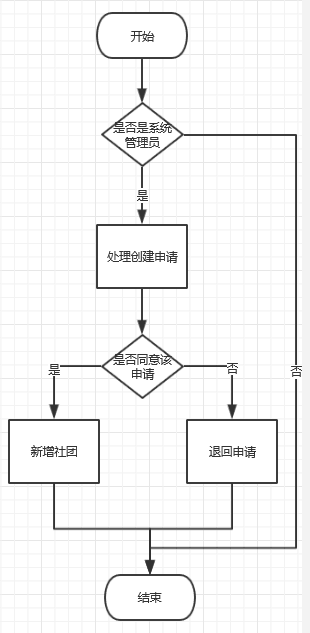 开始
是否是系统
管理员
是
处理创建申请
是否同意该
申请
是
否
否
新增社团
退回申请
结束